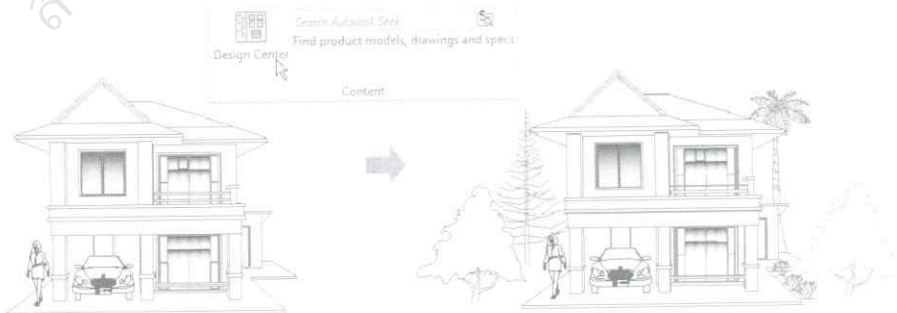 Search Autodesk Seek
Find product models, drawings and specs
Design Center
Content